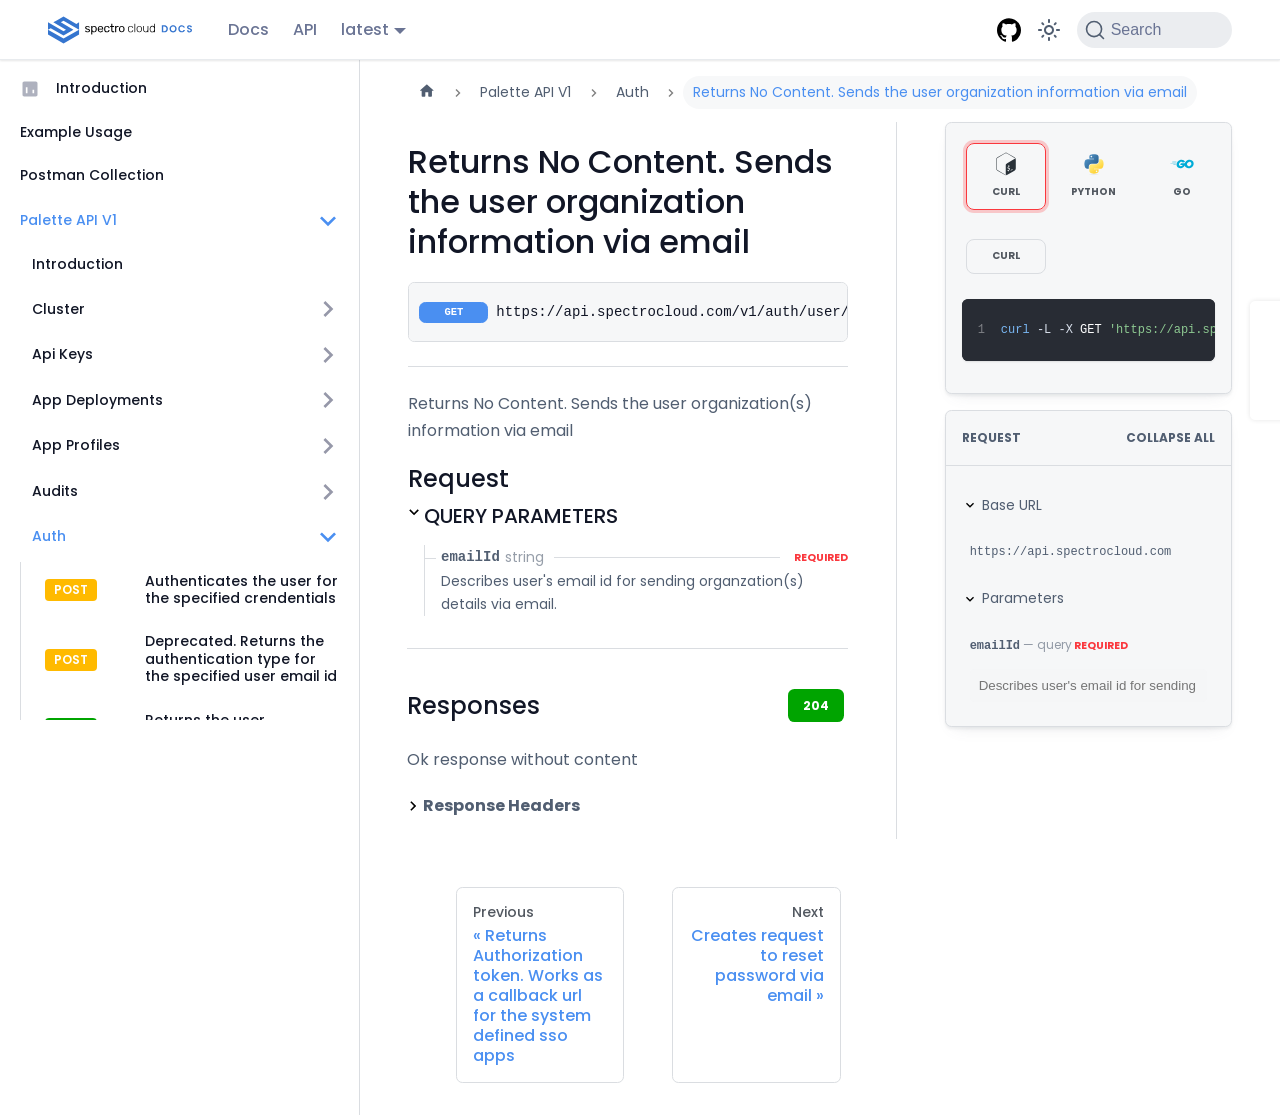 spectro cloud DOCS
Docs
API
latest
Search
Introduction
Example Usage
Postman Collection
Palette API V1
Introduction
Cluster
Api Keys
App Deployments
App Profiles
Audits
Auth
POST
Authenticates the user for
the specified crendentials
POST
Deprecated. Returns the
authentication type for
the specified user email id
Returns the user
Palette API V1
Auth
Returns No Content. Sends the user organization information via email
Returns No Content. Sends
the user organization
information via email
GET https://api.spectrocloud.com/v1/auth/user/
Returns No Content. Sends the user organization(s)
information via email
Request
QUERY PARAMETERS
emailId string REQUIRED
Describes user's email id for sending organzation(s)
details via email.
Responses
204
Ok response without content
Response Headers
Previous
« Returns
Authorization
token. Works as
a callback url
for the system
defined sso
apps
Next
Creates request
to reset
password via
email »
CURL
PYTHON
GO
CURL
1 curl -L -X GET 'https://api.sp
REQUEST
COLLAPSE ALL
Base URL
https://api.spectrocloud.com
Parameters
emailId — query REQUIRED
Describes user's email id for sending